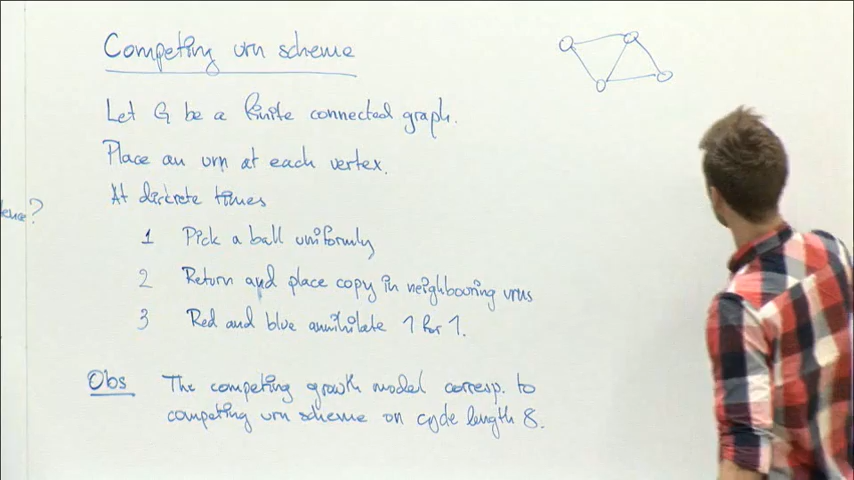 Competing urn scheme
Let G be a finite connected graph.
Place an urn at each vertex.
At discrete times
1 Pick a ball uniformly
2 Return and place copy in neighbouring urns
3 Red and blue annihilate 1 for 1.
Obs The competing growth model corresp. to
competing urn scheme on cycle length 8.